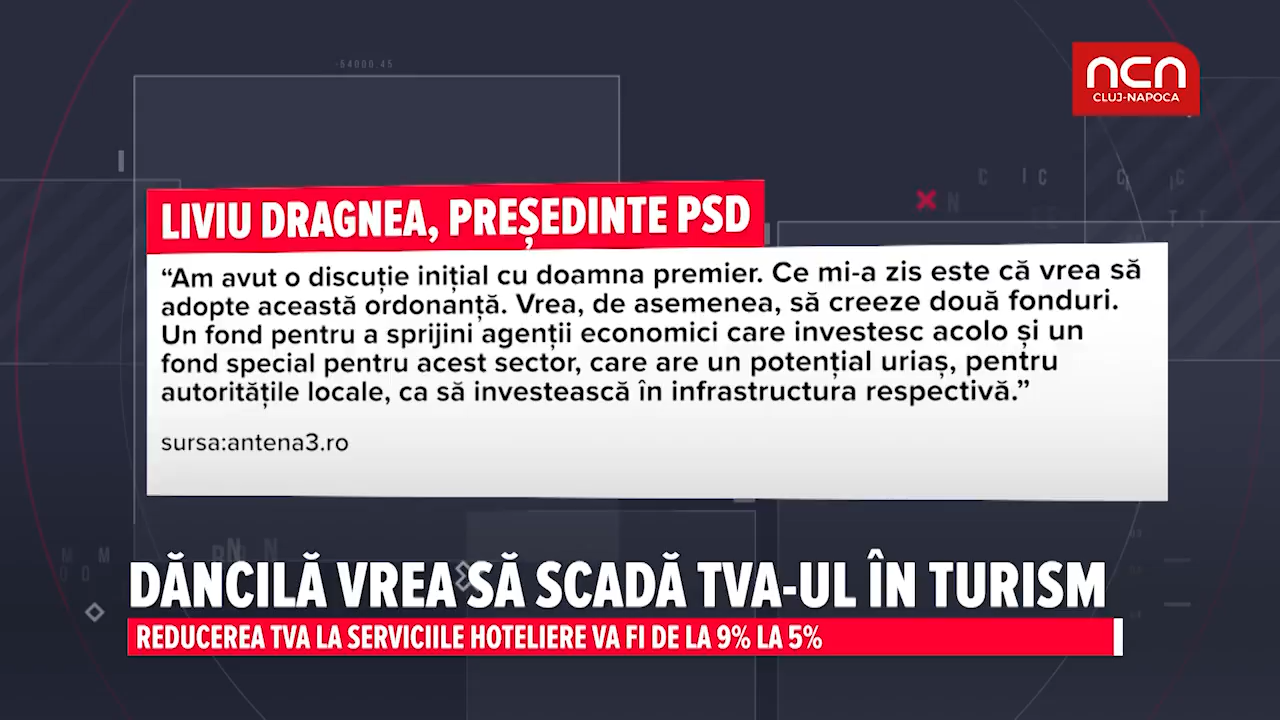 -54000.45
ncn
CLUJ-NAPOCA
LIVIU DRAGNEA, PREȘEDINTE PSD
“Am avut o discuție inițial cu doamna premier. Ce mi-a zis este că vrea să
adopte această ordonanță. Vrea, de asemenea, să creeze două fonduri.
Un fond pentru a sprijini agenții economici care investesc acolo și un
fond special pentru acest sector, care are un potențial uriaș, pentru
autoritățile locale, ca să investească în infrastructura respectivă.”
sursa:antena3.ro
DĂNCILĂ VREA SĂ SCADĂ TVA-UL ÎN TURISM
REDUCEREA TVA LA SERVICIILE HOTELIERE VA FI DE LA 9% LA 5%